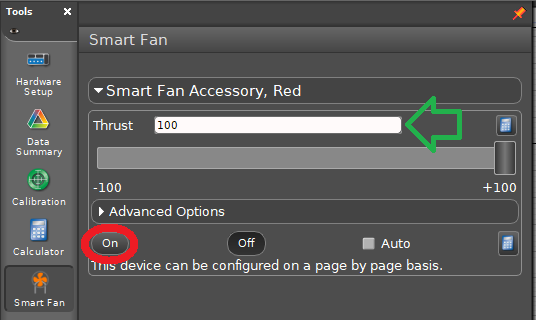 Tools
Smart Fan
Hardware
Setup
Smart Fan Accessory, Red
Thrust 100
Data
Summary
-100 +100
Calibration
Advanced Options
Calculator
On Off Auto
This device can be configured on a page by page basis.
Smart Fan